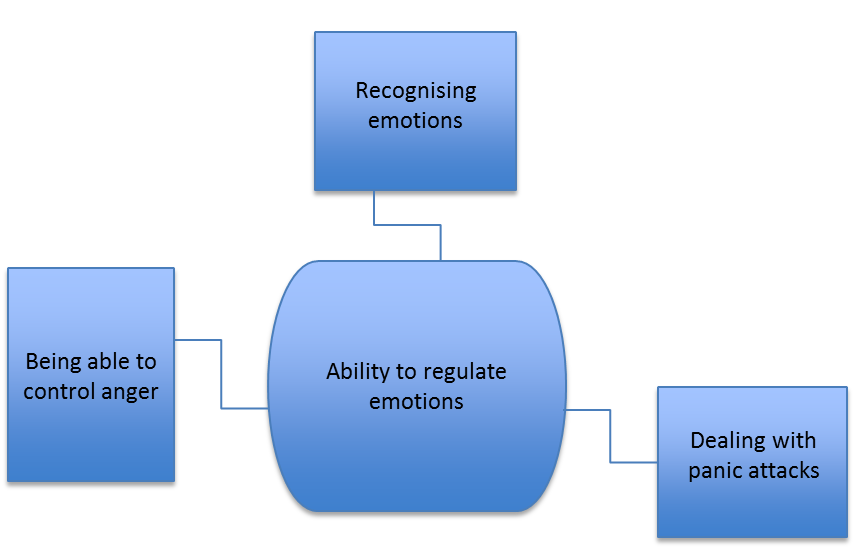 Recognising
emotions
Being able to
control anger
Ability to regulate
emotions
Dealing with
panic attacks